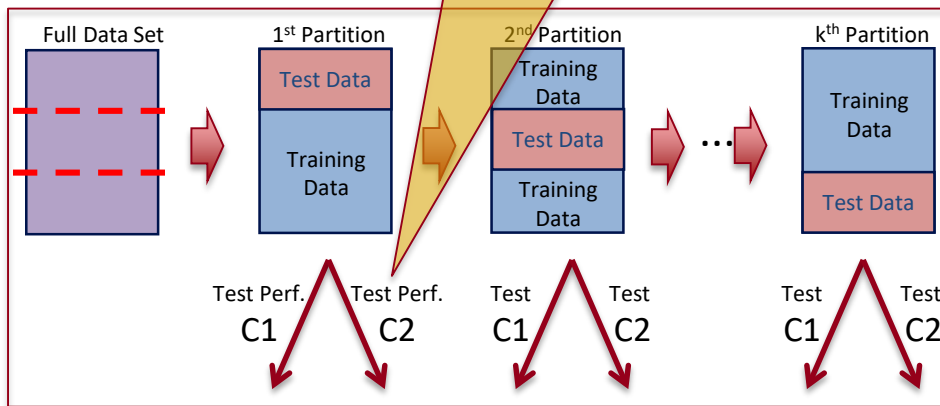 Full Data Set
1st Partition
2nd Partition
kth Partition
Test Data
Training
Data
Training
Data
Test Data
Training
Data
...
Training
Data
Test Data
Test Perf.
C1
Test Perf.
C2
Test
C1
Test
C2
Test
C1
Test
C2